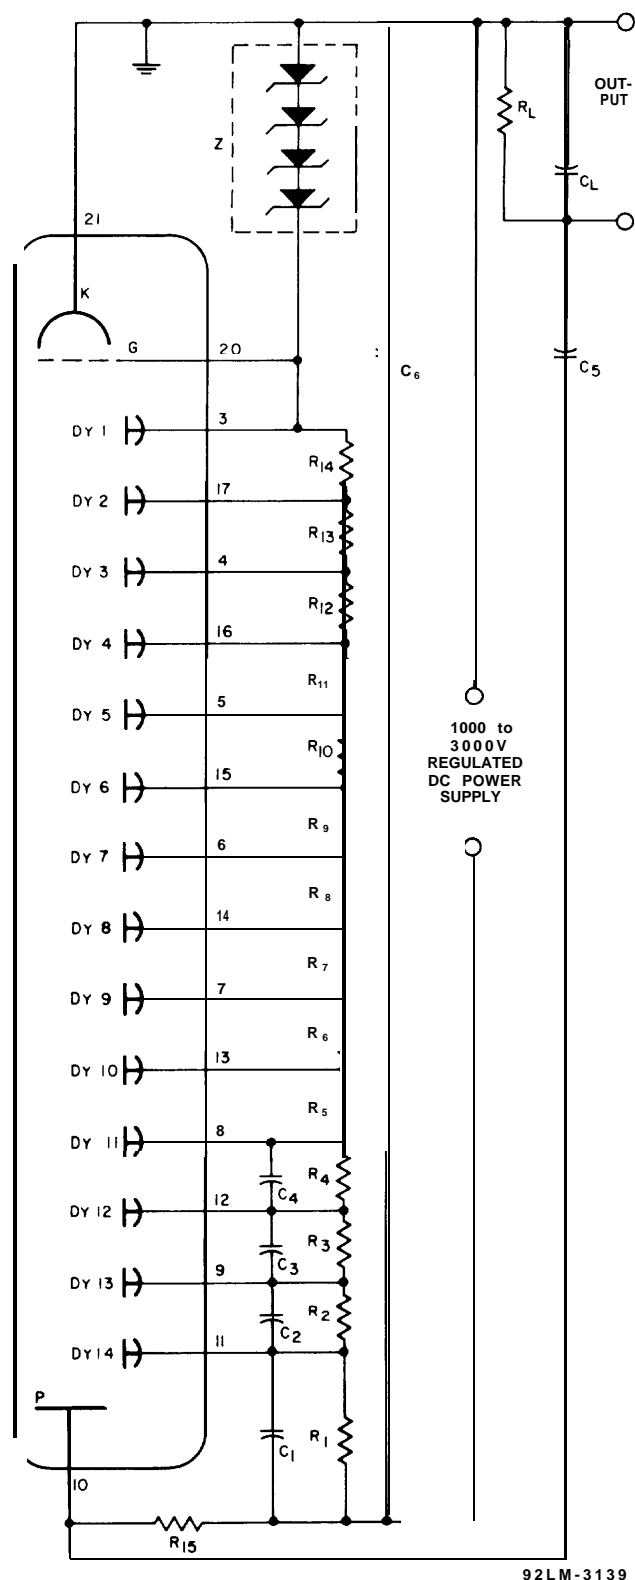 OUT-
PUT
R L
Z
C L
21
K
G
20
C 5
C 6
DY 1
3
R 14
DY 2
17
R 13
DY 3
4
R 12
DY 4
16
R 11
DY 5
5
R 10
DY 6
15
1000 to
3000V
REGULATED
DC POWER
SUPPLY
R 9
DY 7
6
R 8
DY 8
14
R 7
DY 9
7
R 6
DY 10
13
R 5
DY 11
8
R 4
C 4
DY 12
12
R 3
C 3
DY 13
9
R 2
C 2
DY14
11
P
R 1
C 1
10
R 15
92LM-3139